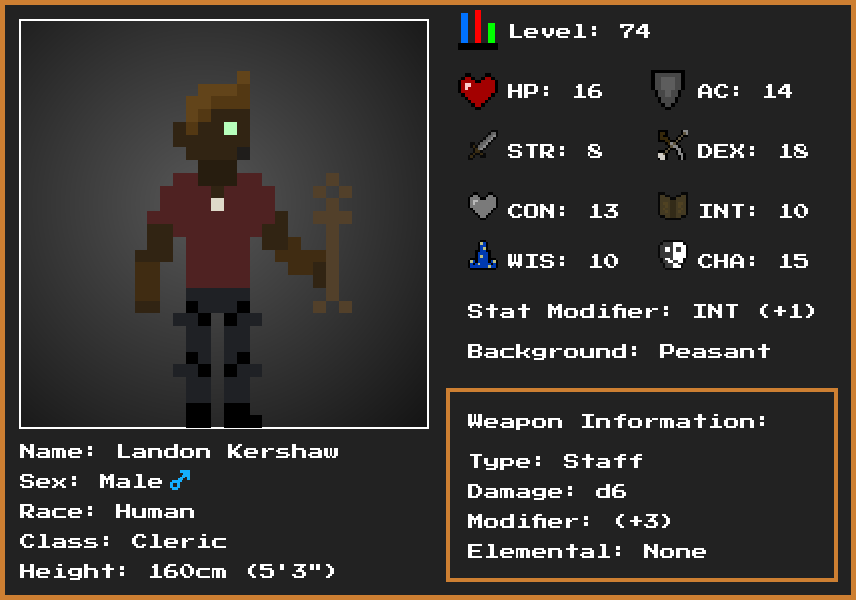 Level: 74
HP: 16
AC: 14
STR: 8
DEX: 18
CON: 13
INT: 10
WIS: 10
CHA: 15
Stat Modifier: INT (+1)
Background: Peasant
Weapon Information:
Type: Staff
Damage: d6
Modifier: (+3)
Elemental: None
Name: Landon Kershaw
Sex: Male ♂
Race: Human
Class: Cleric
Height: 160cm (5'3")